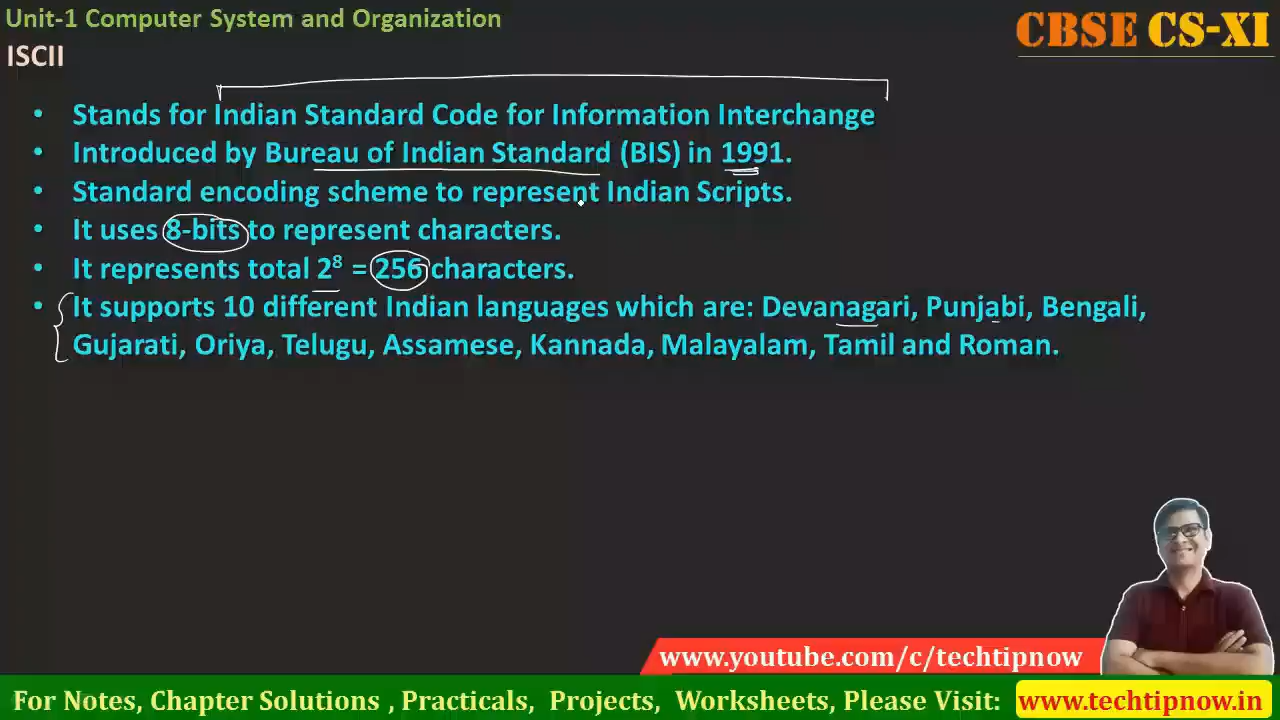 Unit-1 Computer System and Organization
CBSE CS-XI
ISCII
• Stands for Indian Standard Code for Information Interchange
• Introduced by Bureau of Indian Standard (BIS) in 1991.
• Standard encoding scheme to represent Indian Scripts.
• It uses 8-bits to represent characters.
• It represents total 2⁸ = 256 characters.
• It supports 10 different Indian languages which are: Devanagari, Punjabi, Bengali,
Gujarati, Oriya, Telugu, Assamese, Kannada, Malayalam, Tamil and Roman.
www.youtube.com/c/techtipnow
For Notes, Chapter Solutions , Practicals, Projects, Worksheets, Please Visit: www.techtipnow.in